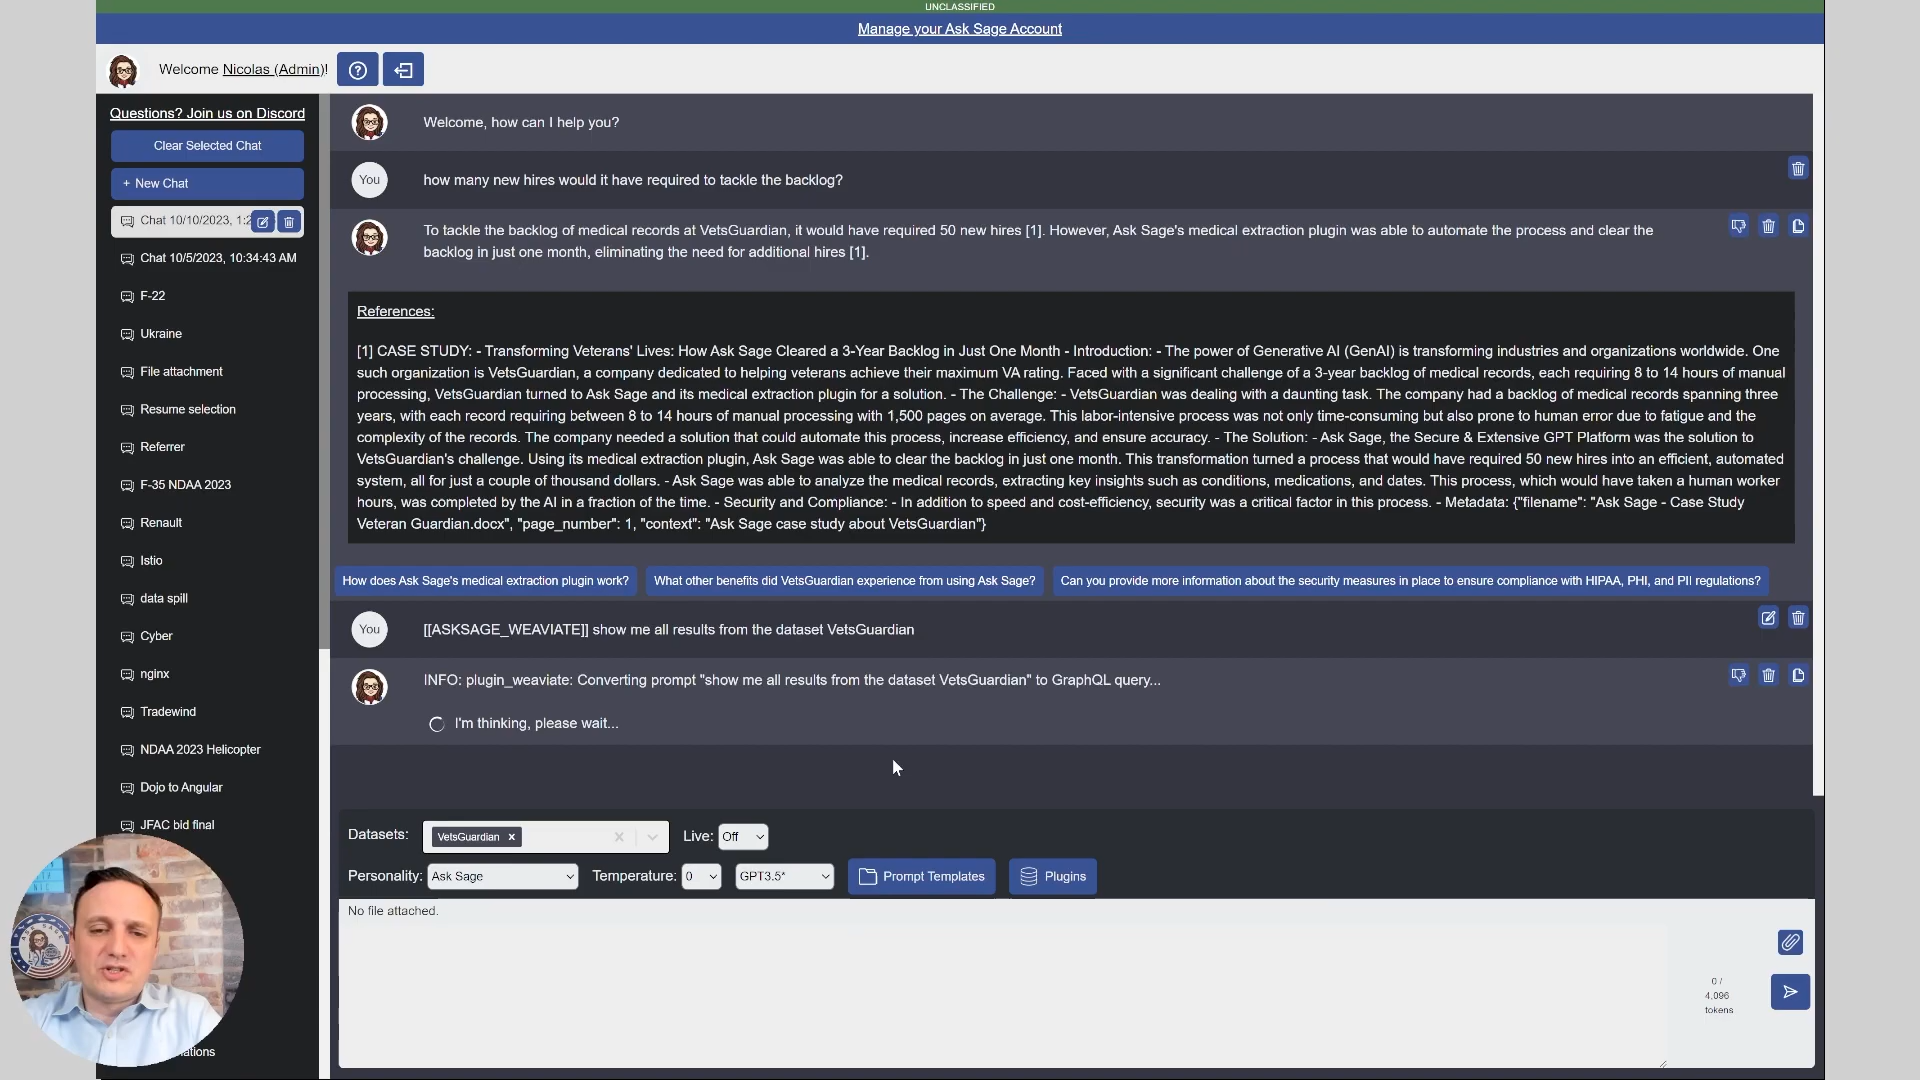 UNCLASSIFIED
Manage your Ask Sage Account
Welcome Nicolas (Admin)!
Questions? Join us on Discord
Clear Selected Chat
+ New Chat
Chat 10/10/2023, 1:2
Chat 10/5/2023, 10:34:43 AM
F-22
Ukraine
File attachment
Resume selection
Referrer
F-35 NDAA 2023
Renault
Istio
data spill
Cyber
nginx
Tradewind
NDAA 2023 Helicopter
Dojo to Angular
JFAC bid final
Welcome, how can I help you?
You
how many new hires would it have required to tackle the backlog?
To tackle the backlog of medical records at VetsGuardian, it would have required 50 new hires [1]. However, Ask Sage's medical extraction plugin was able to automate the process and clear the
backlog in just one month, eliminating the need for additional hires [1].
References:
[1] CASE STUDY: - Transforming Veterans' Lives: How Ask Sage Cleared a 3-Year Backlog in Just One Month - Introduction: - The power of Generative AI (GenAI) is transforming industries and organizations worldwide. One
such organization is VetsGuardian, a company dedicated to helping veterans achieve their maximum VA rating. Faced with a significant challenge of a 3-year backlog of medical records, each requiring 8 to 14 hours of manual
processing, VetsGuardian turned to Ask Sage and its medical extraction plugin for a solution. - The Challenge: - VetsGuardian was dealing with a daunting task. The company had a backlog of medical records spanning three
years, with each record requiring between 8 to 14 hours of manual processing with 1,500 pages on average. This labor-intensive process was not only time-consuming but also prone to human error due to fatigue and the
complexity of the records. The company needed a solution that could automate this process, increase efficiency, and ensure accuracy. - The Solution: - Ask Sage, the Secure & Extensive GPT Platform was the solution to
VetsGuardian's challenge. Using its medical extraction plugin, Ask Sage was able to clear the backlog in just one month. This transformation turned a process that would have required 50 new hires into an efficient, automated
system, all for just a couple of thousand dollars. - Ask Sage was able to analyze the medical records, extracting key insights such as conditions, medications, and dates. This process, which would have taken a human worker
hours, was completed by the AI in a fraction of the time. - Security and Compliance: - In addition to speed and cost-efficiency, security was a critical factor in this process. - Metadata: {"filename": "Ask Sage - Case Study
Veteran Guardian.docx", "page_number": 1, "context": "Ask Sage case study about VetsGuardian"}
How does Ask Sage's medical extraction plugin work?
What other benefits did VetsGuardian experience from using Ask Sage?
Can you provide more information about the security measures in place to ensure compliance with HIPAA, PHI, and PII regulations?
You
[[ASKSAGE_WEAVIATE]] show me all results from the dataset VetsGuardian
INFO: plugin_weaviate: Converting prompt "show me all results from the dataset VetsGuardian" to GraphQL query...
I'm thinking, please wait...
Datasets: VetsGuardian Live: Off
Personality: Ask Sage Temperature: 0 GPT3.5* Prompt Templates Plugins
No file attached.
0 /
4,096
tokens